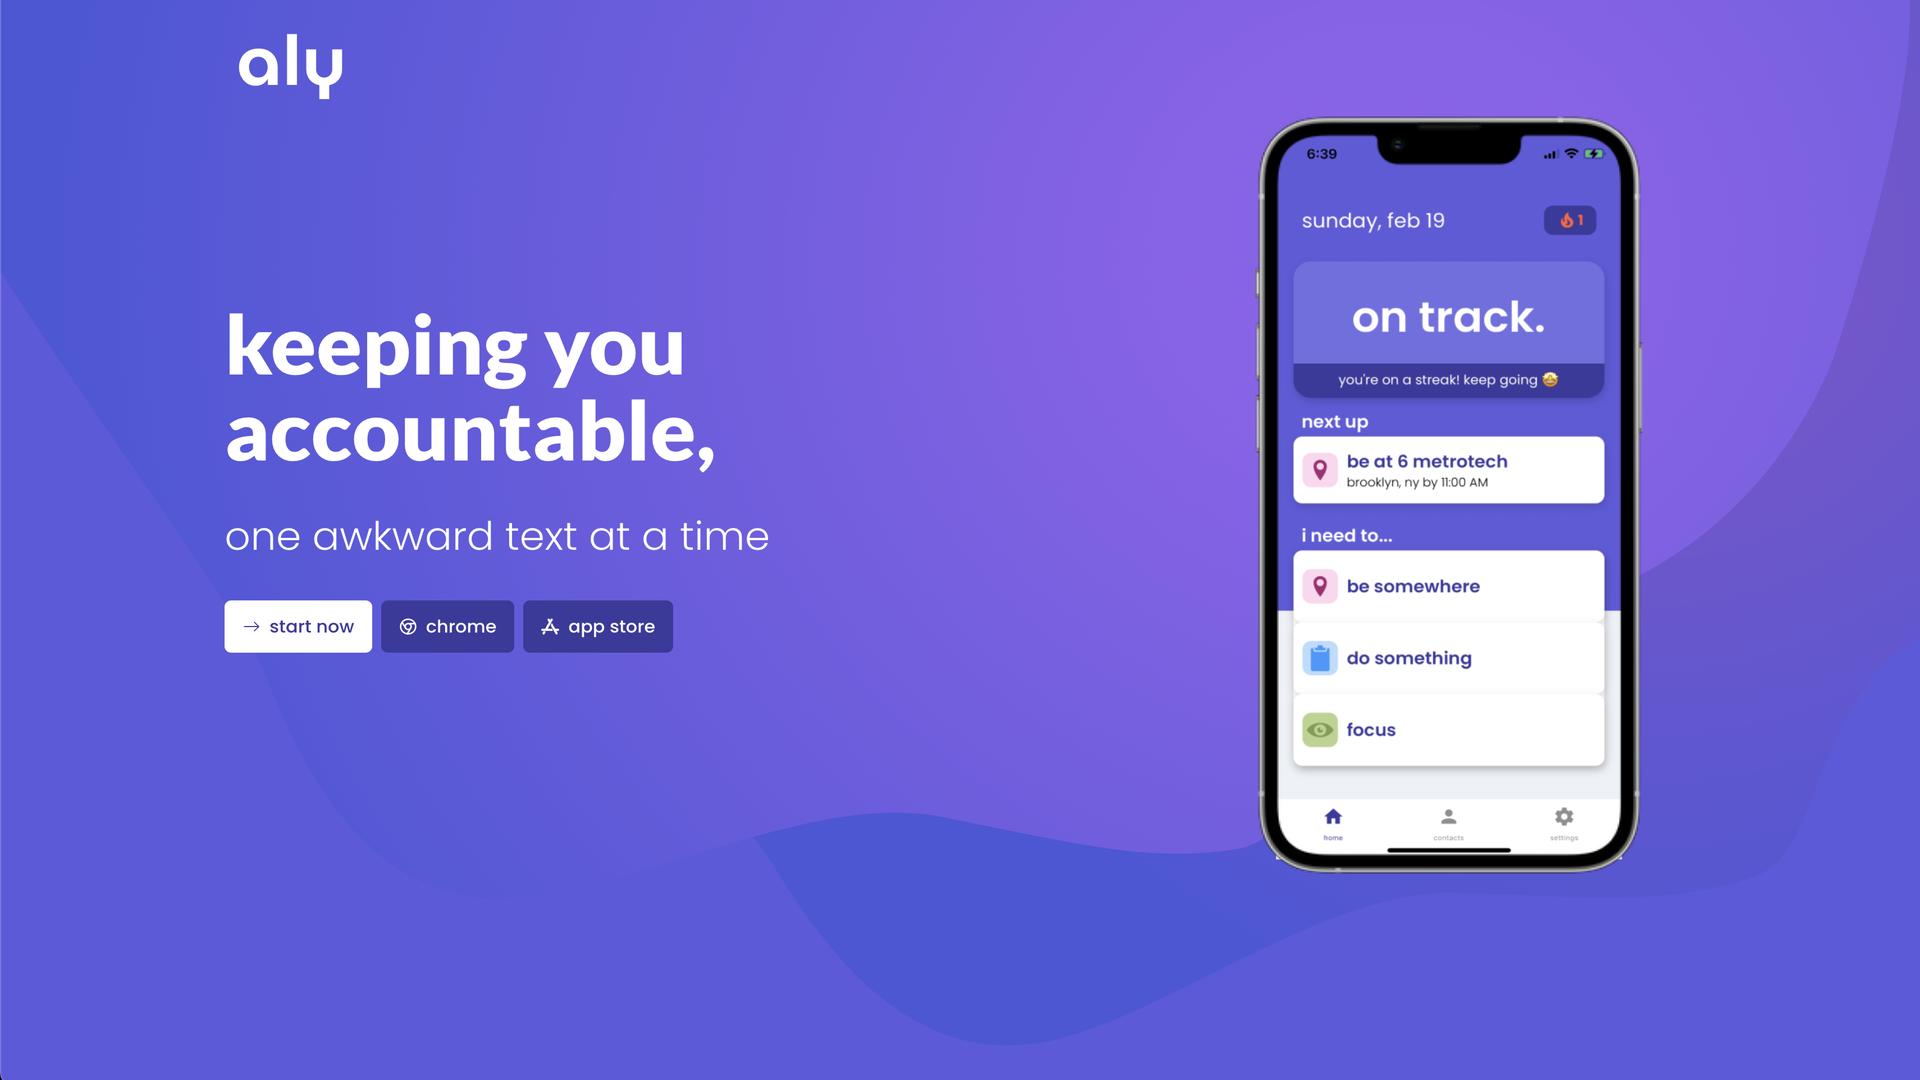 aly
keeping you
accountable,
one awkward text at a time
start now
chrome
app store
6:39
sunday, feb 19
1
on track.
you're on a streak! keep going 🤩
next up
be at 6 metrotech
brooklyn, ny by 11:00 AM
i need to...
be somewhere
do something
focus
home
contacts
settings